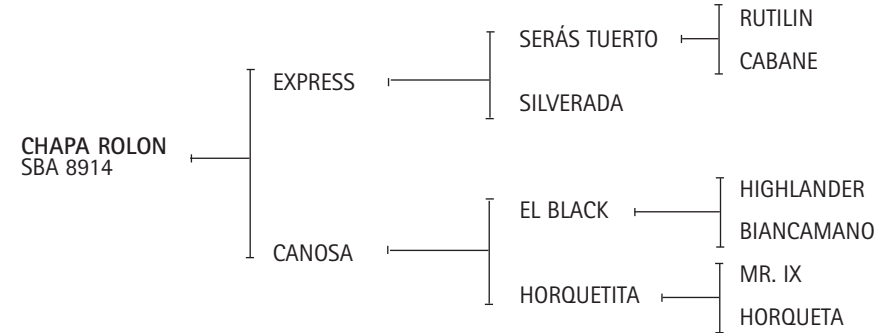 CHAPA ROLON
SBA 8914
EXPRESS
CANOSA
SERÁS TUERTO
SILVERADA
EL BLACK
HORQUETITA
RUTILIN
CABANE
HIGHLANDER
BIANCAMANO
MR. IX
HORQUETA